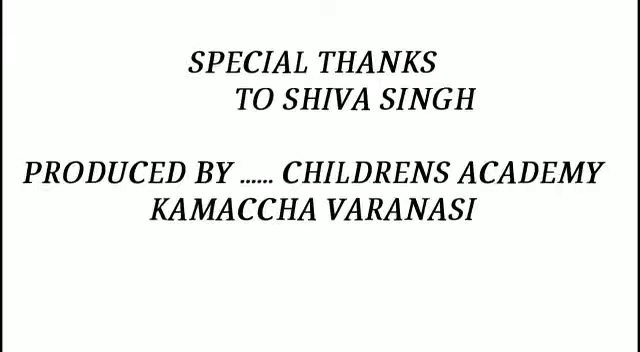 SPECIAL THANKS
TO SHIVA SINGH
PRODUCED BY ...... CHILDRENS ACADEMY
KAMACCHA VARANASI